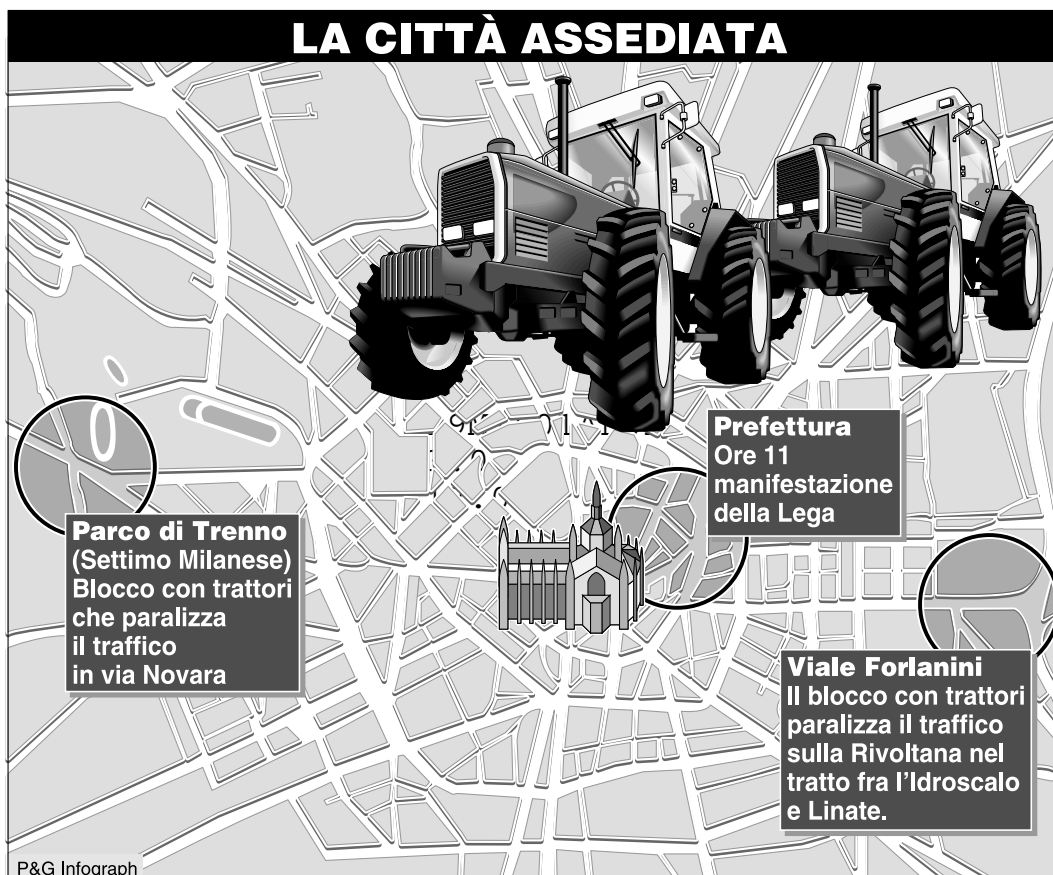 LA CITTÀ ASSEDIATA
Prefettura
Ore 11
manifestazione
della Lega
Parco di Trenno
(Settimo Milanese)
Blocco con trattori
che paralizza
il traffico
in via Novara
Viale Forlanini
Il blocco con trattori
paralizza il traffico
sulla Rivoltana nel
tratto fra l'Idroscalo
e Linate.
P&G Infograph